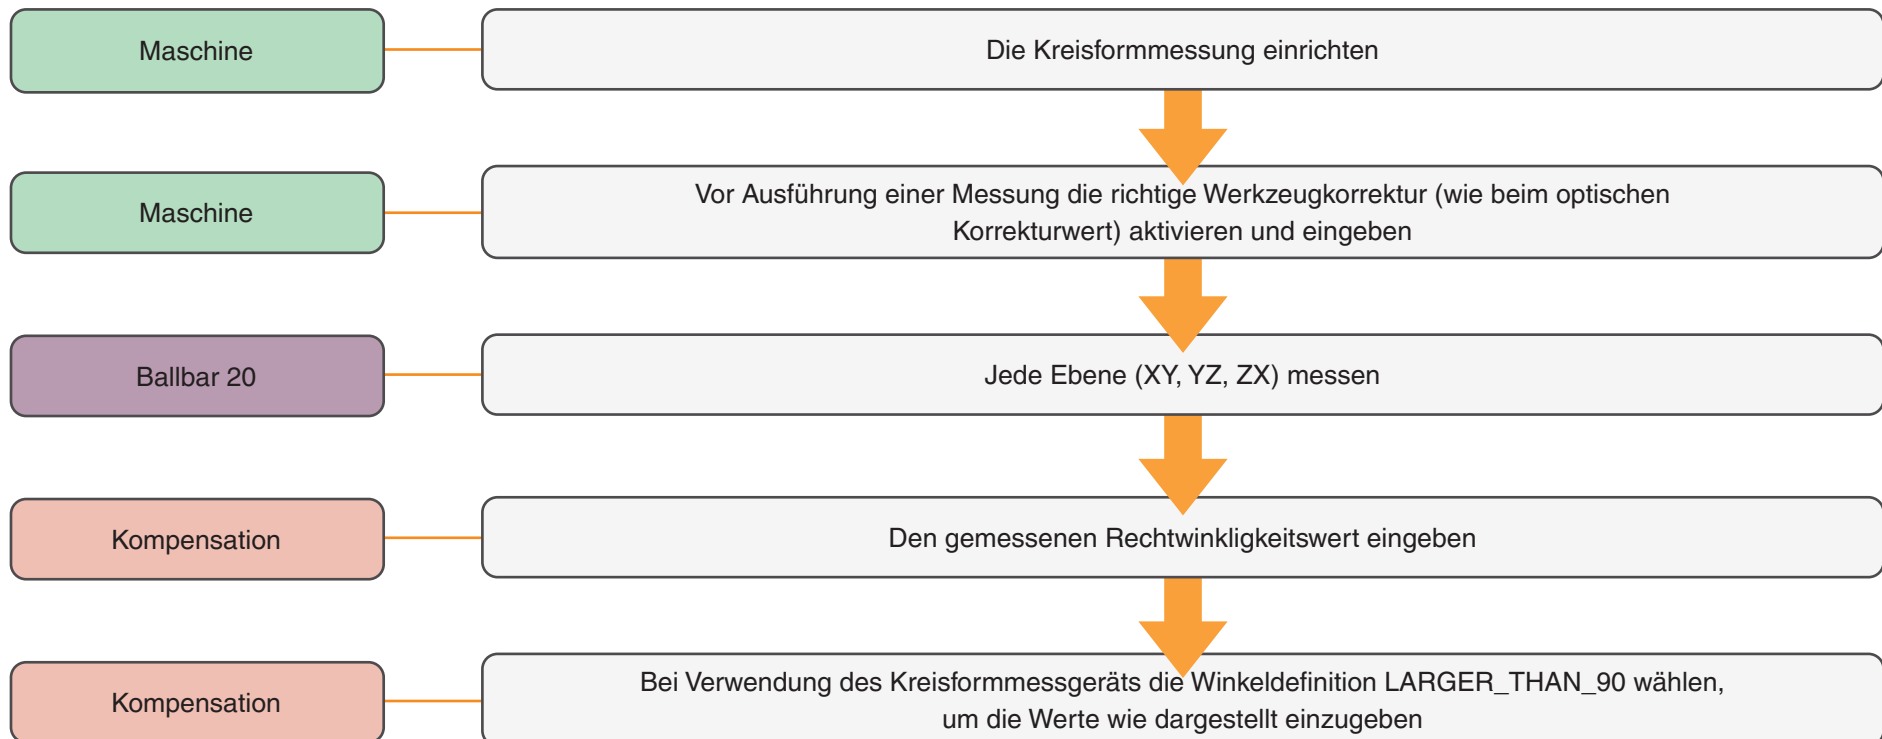 Maschine
Die Kreisformmessung einrichten
Maschine
Vor Ausführung einer Messung die richtige Werkzeugkorrektur (wie beim optischen
Korrekturwert) aktivieren und eingeben
Ballbar 20
Jede Ebene (XY, YZ, ZX) messen
Kompensation
Den gemessenen Rechtwinkligkeitswert eingeben
Kompensation
Bei Verwendung des Kreisformmessgeräts die Winkeldefinition LARGER_THAN_90 wählen,
um die Werte wie dargestellt einzugeben